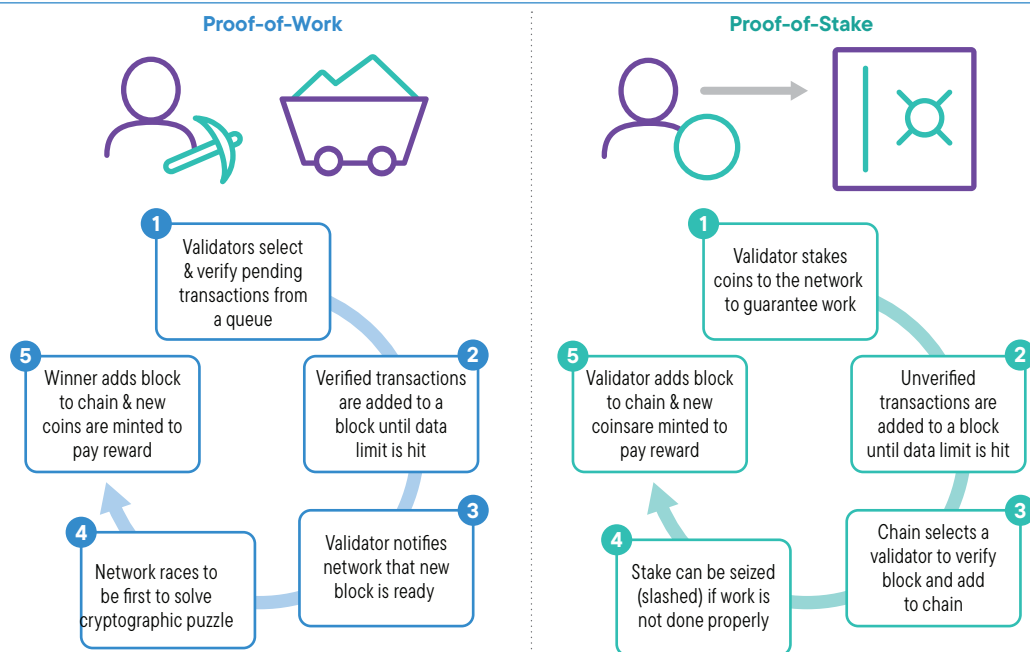 Proof-of-Work
1
Validators select
& verify pending
transactions from
a queue
2
Verified transactions
are added to a
block until data
limit is hit
3
Validator notifies
network that new
block is ready
4
Network races to
be first to solve
cryptographic puzzle
5
Winner adds block
to chain & new
coins are minted to
pay reward
Proof-of-Stake
1
Validator stakes
coins to the network
to guarantee work
2
Unverified
transactions are
added to a block
until data limit is hit
3
Chain selects a
validator to verify
block and add
to chain
4
Stake can be seized
(slashed) if work is
not done properly
5
Validator adds block
to chain & new
coinsare minted to
pay reward